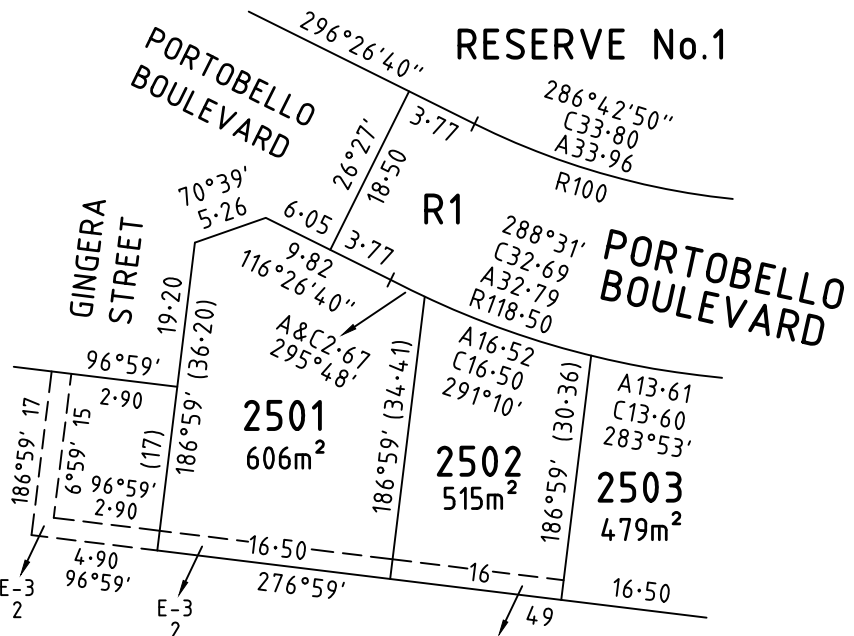 296°26'40"
RESERVE No.1
PORTOBELLO
BOULEVARD
286°42'50"
C33·80
A33·96
R100
3·77
26°27'
18·50
R1
70°39'
5·26
6·05
3·77
9·82
116°26'40"
288°31'
C32·69
A32·79
R118·50
PORTOBELLO
BOULEVARD
GINGERA
STREET
19·20
186°59' (36·20)
A&C2·67
295°48'
A16·52
C16·50
291°10'
A13·61
C13·60
283°53'
96°59'
2·90
186°59' 17
6°59' 15
(17)
96°59'
2·90
2501
606m²
186°59' (34·41)
2502
515m²
186°59' (30·36)
2503
479m²
4·90
96°59'
16·50
276°59'
16
49
16·50
E-3
2
E-3
2